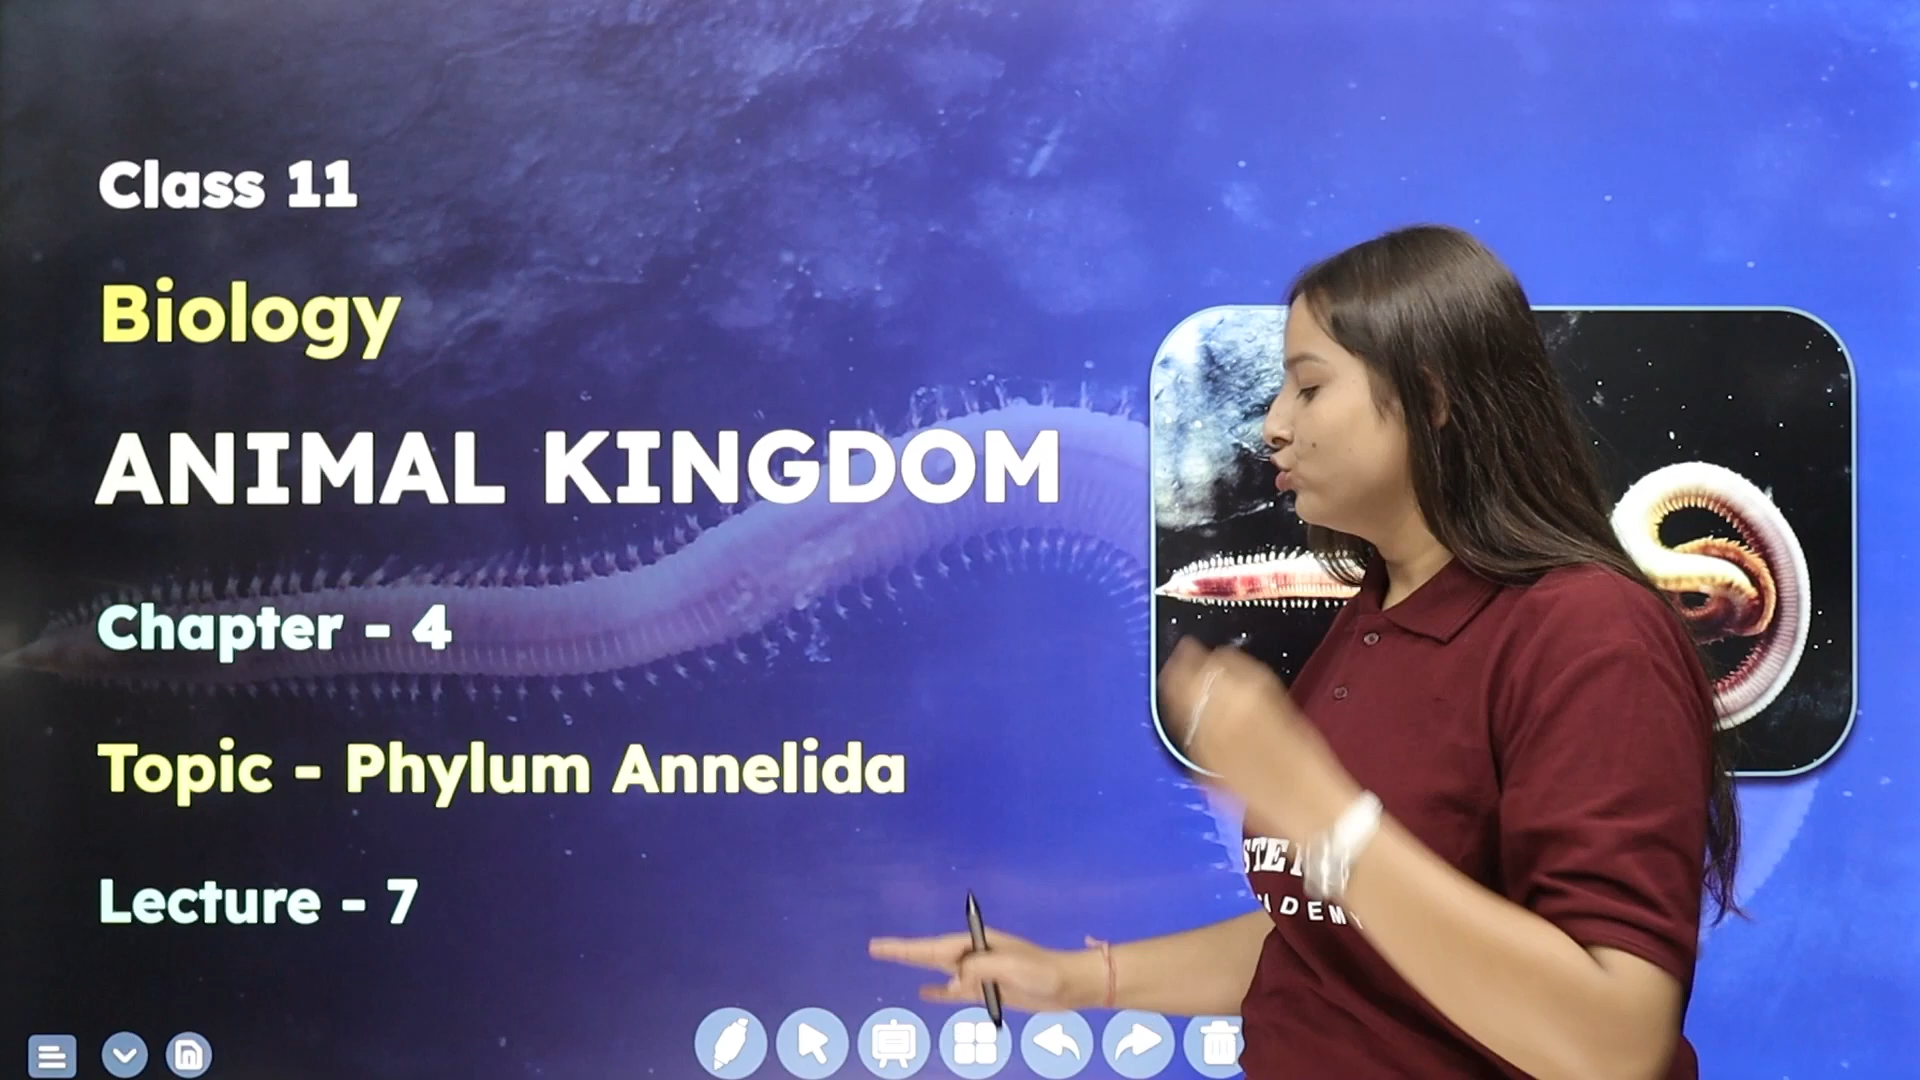 Class 11
Biology
ANIMAL KINGDOM
Chapter - 4
Topic - Phylum Annelida
Lecture - 7